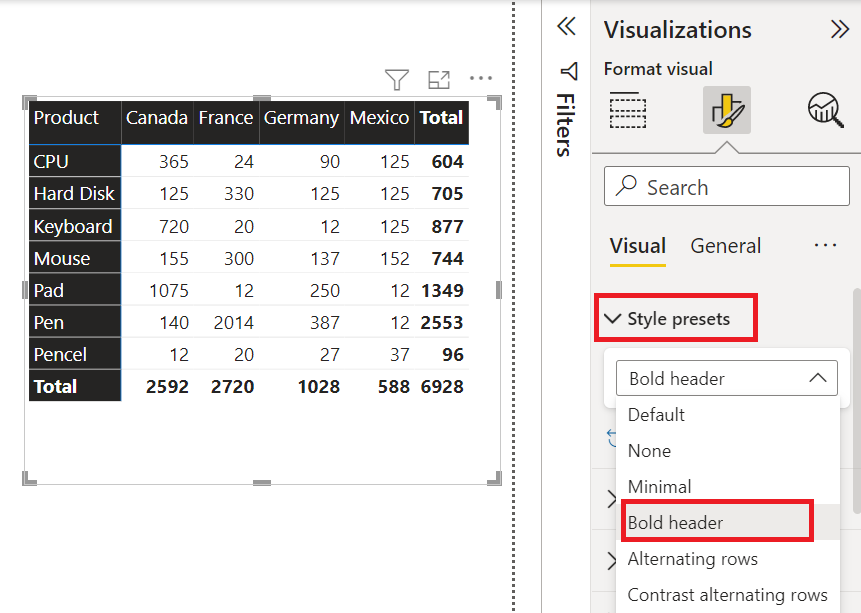 Product Canada France Germany Mexico Total
CPU 365 24 90 125 604
Hard Disk 125 330 125 125 705
Keyboard 720 20 12 125 877
Mouse 155 300 137 152 744
Pad 1075 12 250 12 1349
Pen 140 2014 387 12 2553
Pencel 12 20 27 37 96
Total 2592 2720 1028 588 6928
Filters
Visualizations
Format visual
Search
Visual General
Style presets
Bold header
Default
None
Minimal
Bold header
Alternating rows
Contrast alternating rows